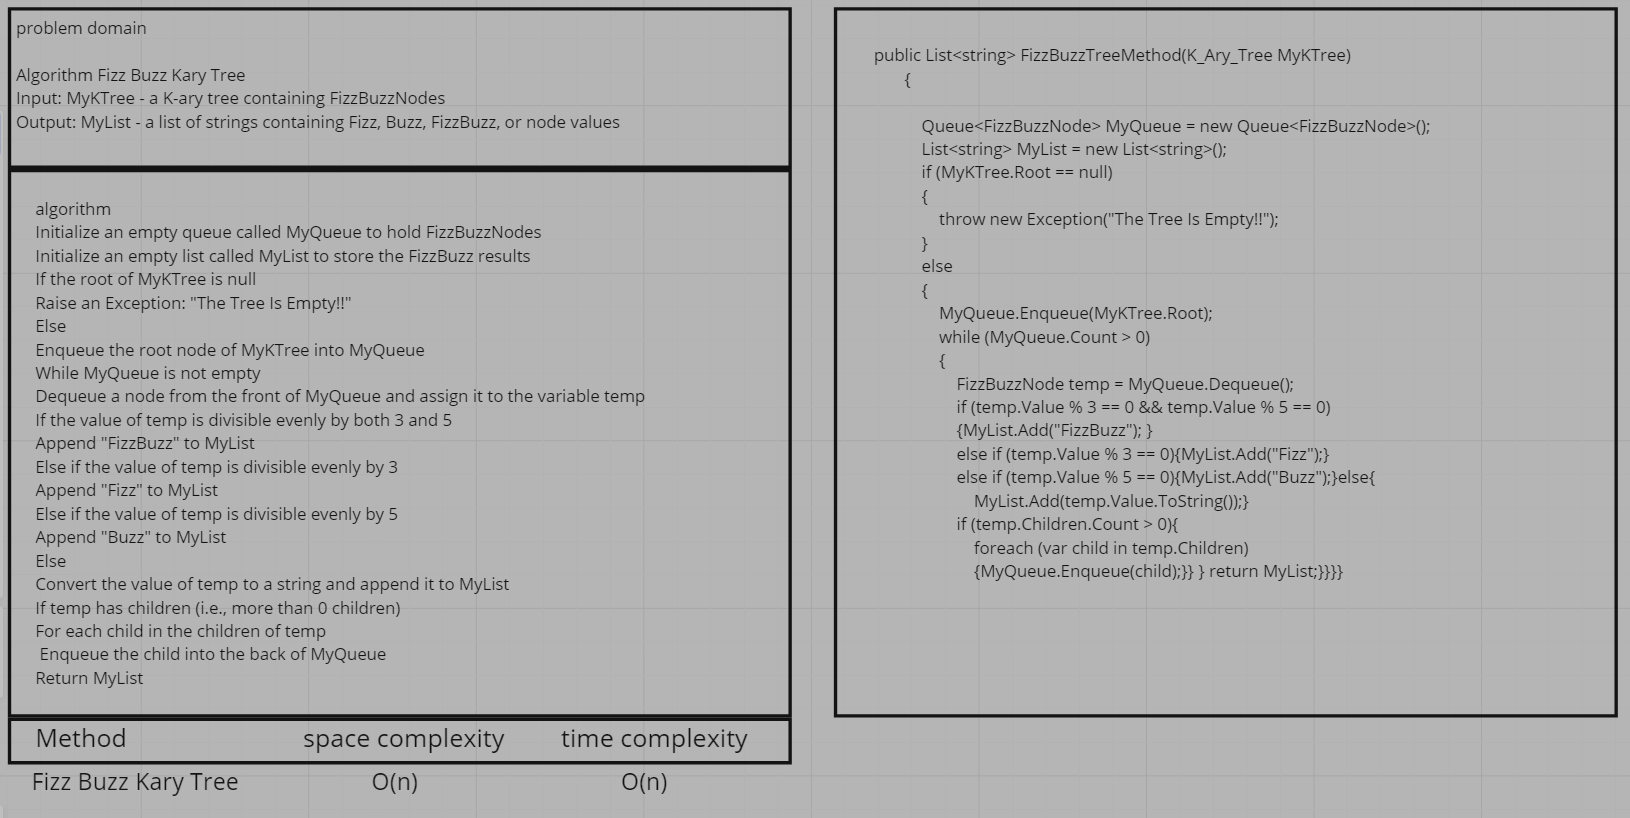 problem domain
Algorithm Fizz Buzz Kary Tree
Input: MyKTree - a K-ary tree containing FizzBuzzNodes
Output: MyList - a list of strings containing Fizz, Buzz, FizzBuzz, or node values
algorithm
Initialize an empty queue called MyQueue to hold FizzBuzzNodes
Initialize an empty list called MyList to store the FizzBuzz results
If the root of MyKTree is null
Raise an Exception: "The Tree Is Empty!!"
Else
Enqueue the root node of MyKTree into MyQueue
While MyQueue is not empty
Dequeue a node from the front of MyQueue and assign it to the variable temp
If the value of temp is divisible evenly by both 3 and 5
Append "FizzBuzz" to MyList
Else if the value of temp is divisible evenly by 3
Append "Fizz" to MyList
Else if the value of temp is divisible evenly by 5
Append "Buzz" to MyList
Else
Convert the value of temp to a string and append it to MyList
If temp has children (i.e., more than 0 children)
For each child in the children of temp
Enqueue the child into the back of MyQueue
Return MyList
Method space complexity time complexity
Fizz Buzz Kary Tree O(n) O(n)
public List<string> FizzBuzzTreeMethod(K_Ary_Tree MyKTree)
{
Queue<FizzBuzzNode> MyQueue = new Queue<FizzBuzzNode>();
List<string> MyList = new List<string>();
if (MyKTree.Root == null)
{
throw new Exception("The Tree Is Empty!!");
}
else
{
MyQueue.Enqueue(MyKTree.Root);
while (MyQueue.Count > 0)
{
FizzBuzzNode temp = MyQueue.Dequeue();
if (temp.Value % 3 == 0 && temp.Value % 5 == 0)
{MyList.Add("FizzBuzz"); }
else if (temp.Value % 3 == 0){MyList.Add("Fizz");}
else if (temp.Value % 5 == 0){MyList.Add("Buzz");}else{
MyList.Add(temp.Value.ToString());}
if (temp.Children.Count > 0){
foreach (var child in temp.Children)
{MyQueue.Enqueue(child);}} } return MyList;}}}}